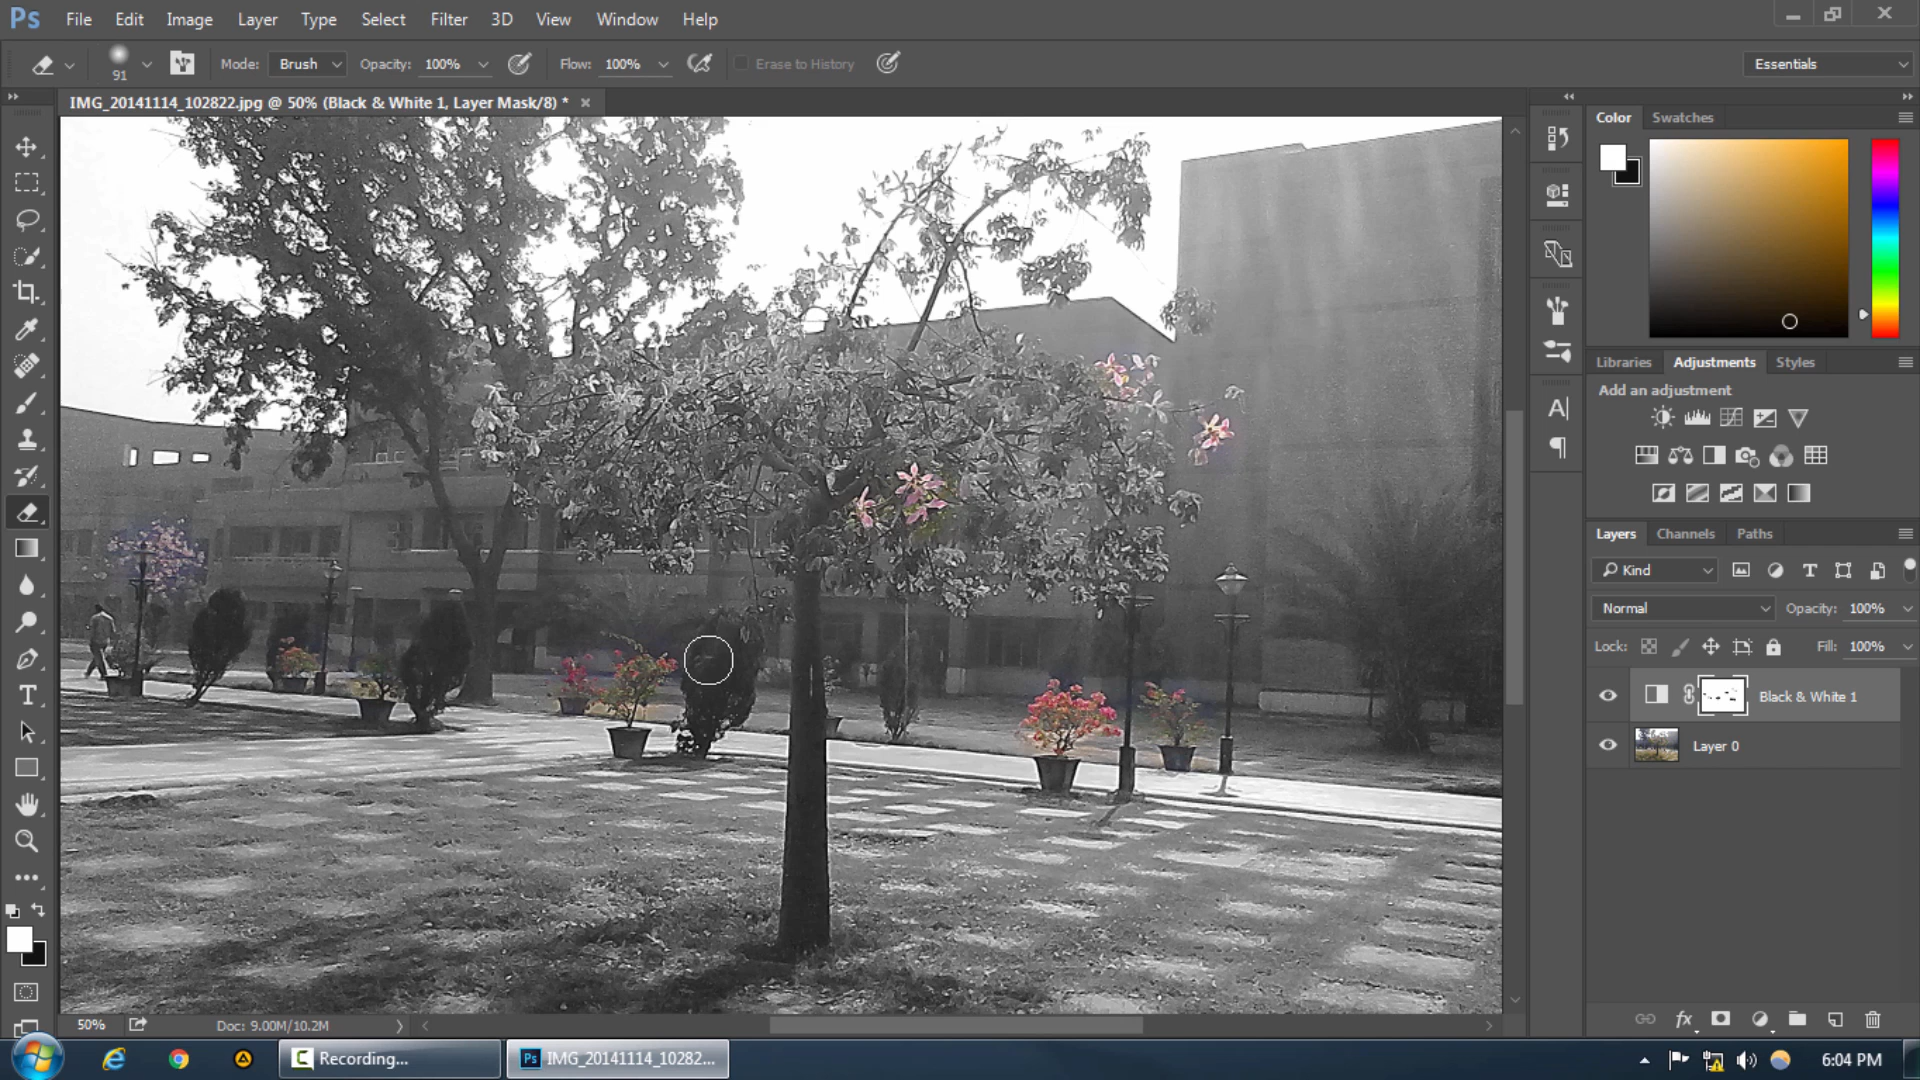 Ps File Edit Image Layer Type Select Filter 3D View Window Help
91 Mode: Brush Opacity: 100% Flow: 100% Erase to History Essentials
IMG_20141114_102822.jpg @ 50% (Black & White 1, Layer Mask/8) *
Color Swatches
Libraries Adjustments Styles
Add an adjustment
Layers Channels Paths
Kind
Normal Opacity: 100%
Lock: Fill: 100%
Black & White 1
Layer 0
50% Doc: 9.00M/10.2M
Recording... IMG_20141114_10282... 6:04 PM